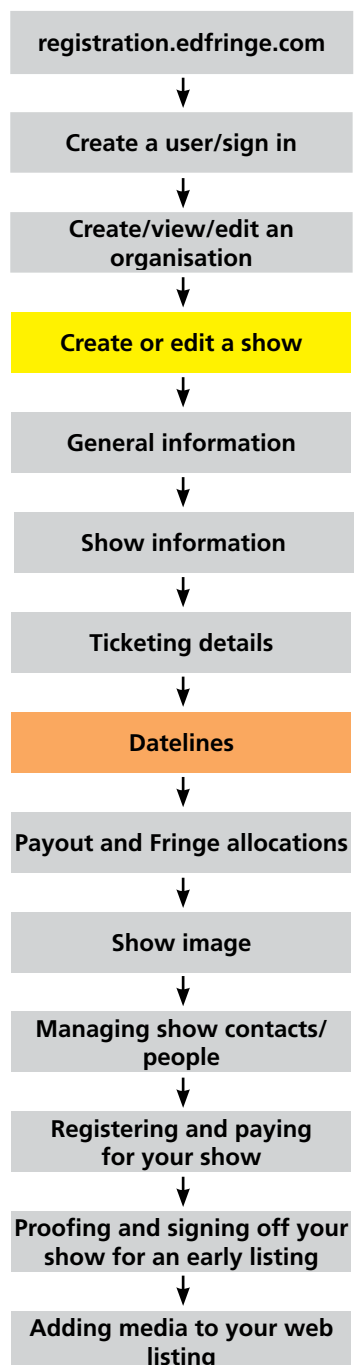 registration.edfringe.com
Create a user/sign in
Create/view/edit an
organisation
Create or edit a show
General information
Show information
Ticketing details
Datelines
Payout and Fringe allocations
Show image
Managing show contacts/
people
Registering and paying
for your show
Proofing and signing off your
show for an early listing
Adding media to your web
listing